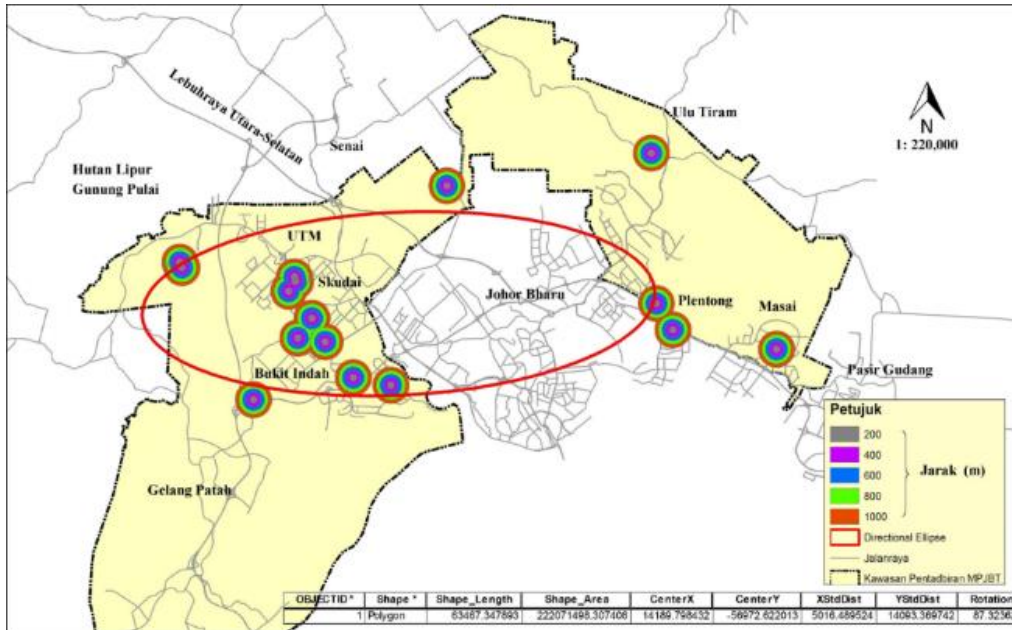 Lebuhraya Utara-Selatan
Senai
Ulu Tiram
N
1: 220,000
Hutan Lipur
Gunung Pulai
UTM
Skudai
Johor Bharu
Plentong
Masai
Bukit Indah
Pasir Gudang
Gelang Patah
Petujuk
200
400
600
800
1000
Jarak (m)
Directional Ellipse
Jalanraya
Kawasan Pentadbiran MPJBT
OBJECTID * Shape * Shape_Length Shape_Area CenterX CenterY XStdDist YStdDist Rotation
1 Polygon 63467.347893 222071498.307406 14189.798432 -56972.622013 5016.489524 14093.369742 87.3236